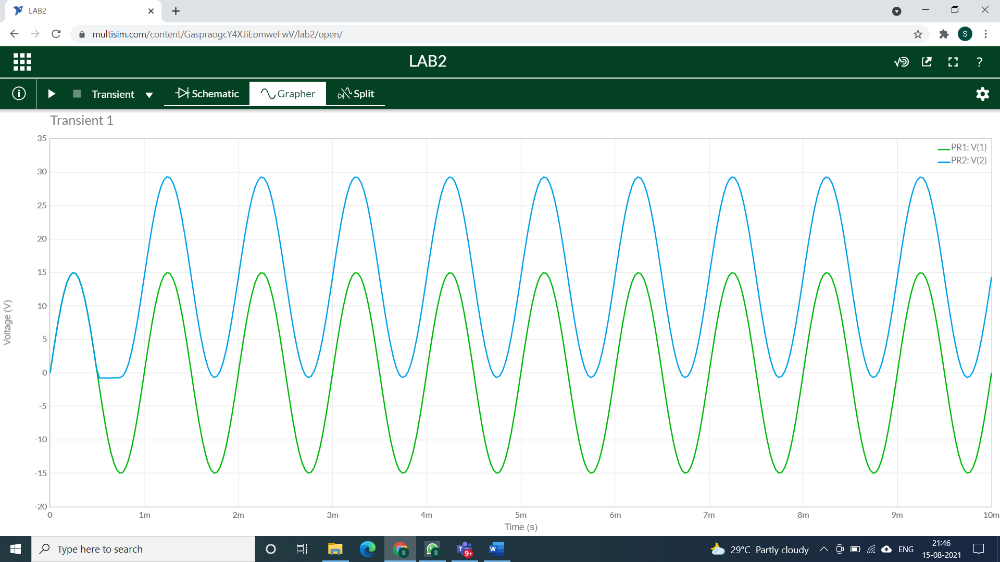 LAB2
multisim.com/content/GaspraogcY4XJiEomweFwV/lab2/open/
S
LAB2
?
Transient
Schematic
Grapher
Split
Transient 1
PR1: V(1)
PR2: V(2)
35
30
25
20
15
10
5
0
-5
-10
-15
-20
Voltage (V)
0 1m 2m 3m 4m 5m 6m 7m 8m 9m 10m
Time (s)
Type here to search
S
S
9+
W
29°C Partly cloudy
ENG
21:46
15-08-2021